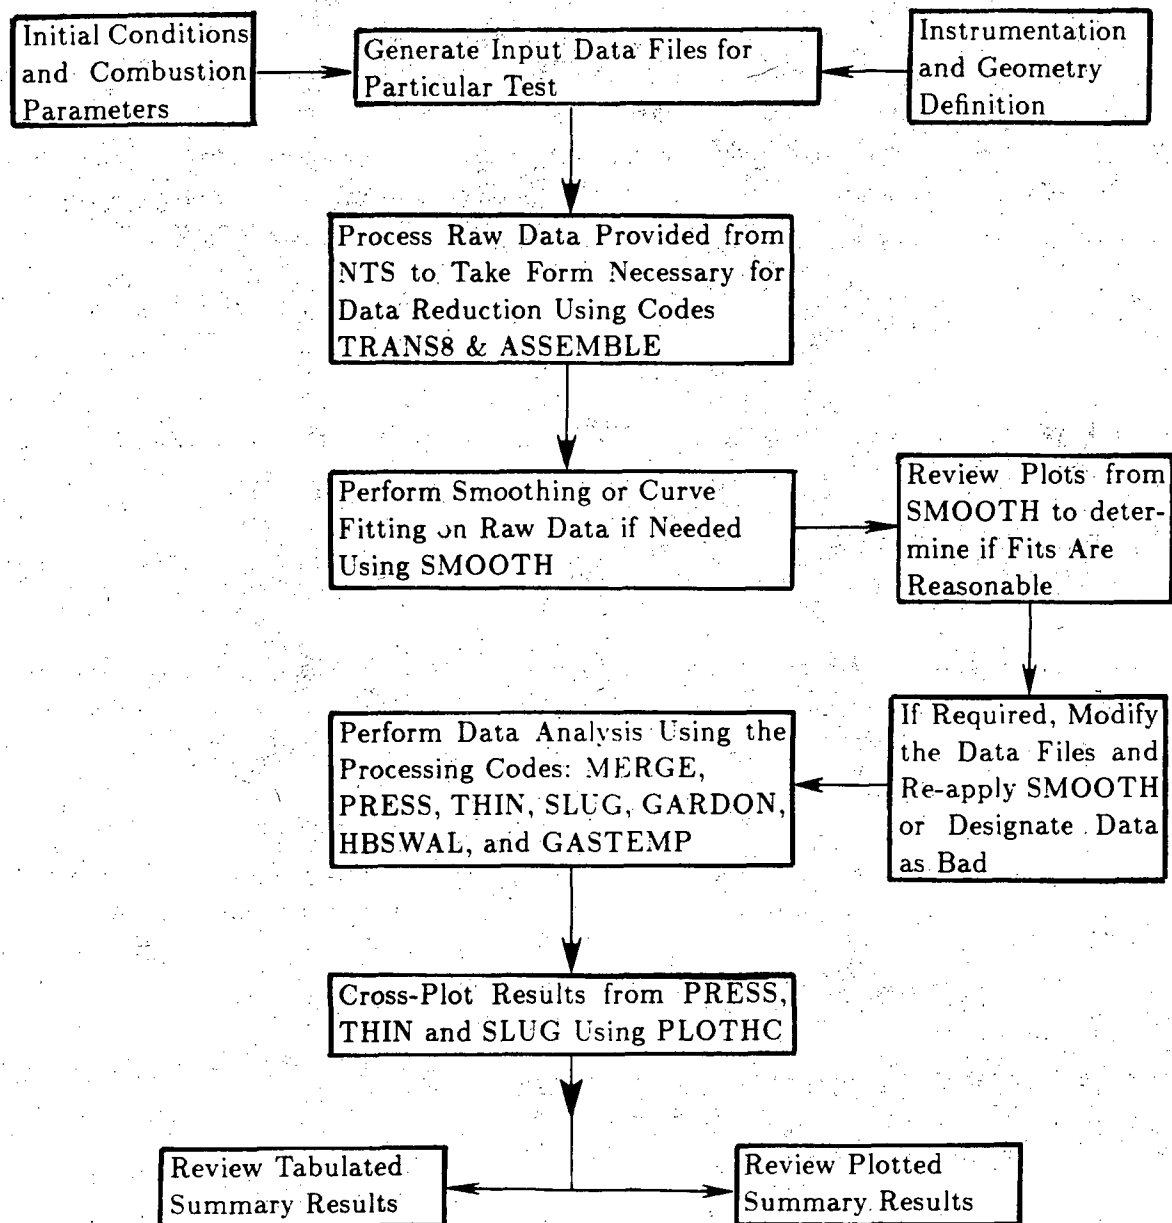 Initial Conditions
and Combustion
Parameters
Generate Input Data Files for
Particular Test
Instrumentation
and Geometry
Definition
Process Raw Data Provided from
NTS to Take Form Necessary for
Data Reduction Using Codes
TRANS8 & ASSEMBLE
Perform Smoothing or Curve
Fitting on Raw Data if Needed
Using SMOOTH
Review Plots from
SMOOTH to deter-
mine if Fits Are
Reasonable
If Required, Modify
the Data Files and
Re-apply SMOOTH
or Designate Data
as Bad
Perform Data Analysis Using the
Processing Codes: MERGE,
PRESS, THIN, SLUG, GARDON,
HBSWAL, and GASTEMP
Cross-Plot Results from PRESS,
THIN and SLUG Using PLOTHC
Review Tabulated
Summary Results
Review Plotted
Summary Results